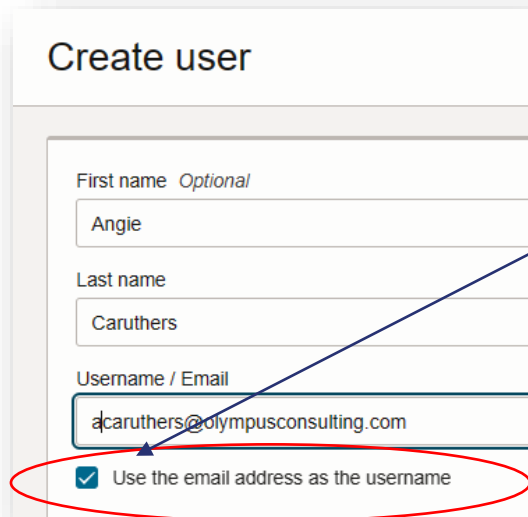 Create user
First name Optional
Angie
Last name
Caruthers
Username / Email
acaruthers@olympusconsulting.com
Use the email address as the username